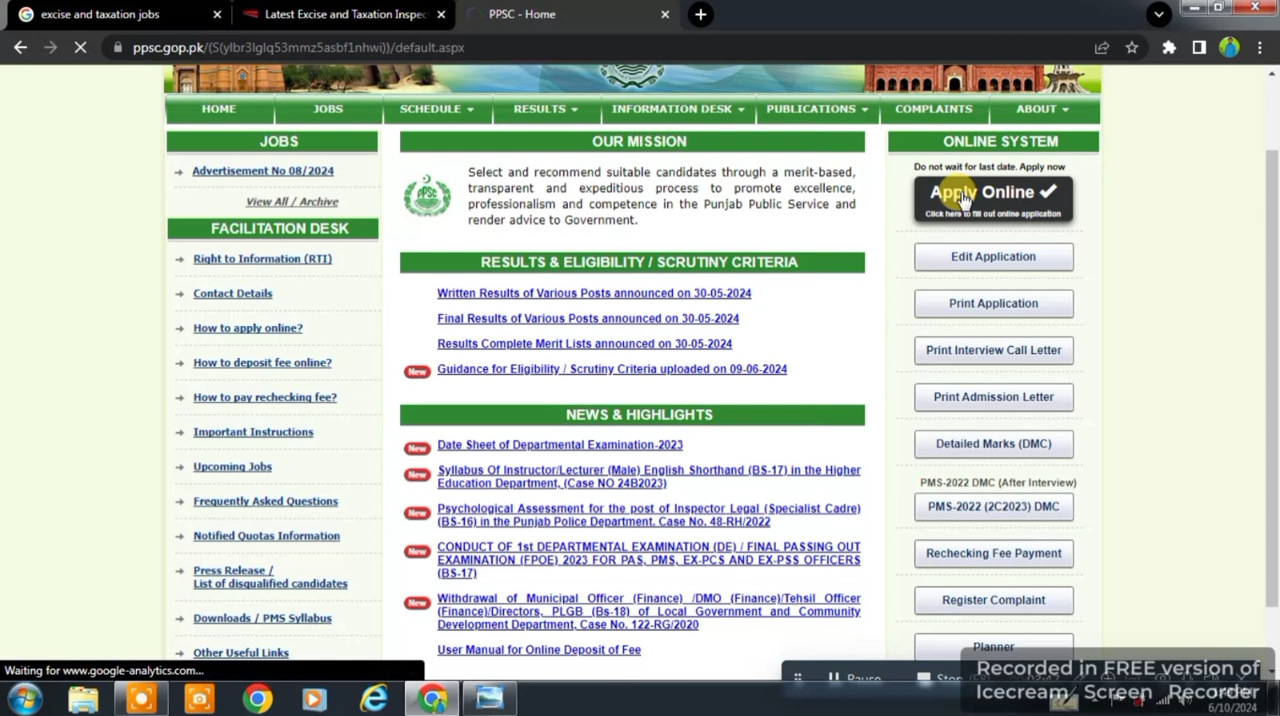 excise and taxation jobs
Latest Excise and Taxation Inspec
PPSC - Home
ppsc.gop.pk/(S(ylbr3lglq53mmz5asbf1nhwi))/default.aspx
HOME
JOBS
SCHEDULE
RESULTS
INFORMATION DESK
PUBLICATIONS
COMPLAINTS
ABOUT
JOBS
Advertisement No 08/2024
View All / Archive
FACILITATION DESK
Right to Information (RTI)
Contact Details
How to apply online?
How to deposit fee online?
How to pay rechecking fee?
Important Instructions
Upcoming Jobs
Frequently Asked Questions
Notified Quotas Information
Press Release /
List of disqualified candidates
Downloads / PMS Syllabus
Other Useful Links
OUR MISSION
PPSC
Select and recommend suitable candidates through a merit-based,
transparent and expeditious process to promote excellence,
professionalism and competence in the Punjab Public Service and
render advice to Government.
RESULTS & ELIGIBILITY / SCRUTINY CRITERIA
Written Results of Various Posts announced on 30-05-2024
Final Results of Various Posts announced on 30-05-2024
Results Complete Merit Lists announced on 30-05-2024
New Guidance for Eligibility / Scrutiny Criteria uploaded on 09-06-2024
NEWS & HIGHLIGHTS
New Date Sheet of Departmental Examination-2023
New Syllabus Of Instructor/Lecturer (Male) English Shorthand (BS-17) in the Higher
Education Department, (Case NO 24B2023)
New Psychological Assessment for the post of Inspector Legal (Specialist Cadre)
(BS-16) in the Punjab Police Department. Case No. 48-RH/2022
New CONDUCT OF 1st DEPARTMENTAL EXAMINATION (DE) / FINAL PASSING OUT
EXAMINATION (FPOE) 2023 FOR PAS, PMS, EX-PCS AND EX-PSS OFFICERS
(BS-17)
New Withdrawal of Municipal Officer (Finance) /DMO (Finance)/Tehsil Officer
(Finance)/Directors, PLGB (Bs-18) of Local Government and Community
Development Department, Case No. 122-RG/2020
User Manual for Online Deposit of Fee
ONLINE SYSTEM
Do not wait for last date. Apply now
Apply Online
Click here to fill out online application
Edit Application
Print Application
Print Interview Call Letter
Print Admission Letter
Detailed Marks (DMC)
PMS-2022 DMC (After Interview)
PMS-2022 (2C2023) DMC
Rechecking Fee Payment
Register Complaint
Planner
Waiting for www.google-analytics.com...
Pause
Recorded in FREE version of
Icecream Screen Recorder
6/10/2024